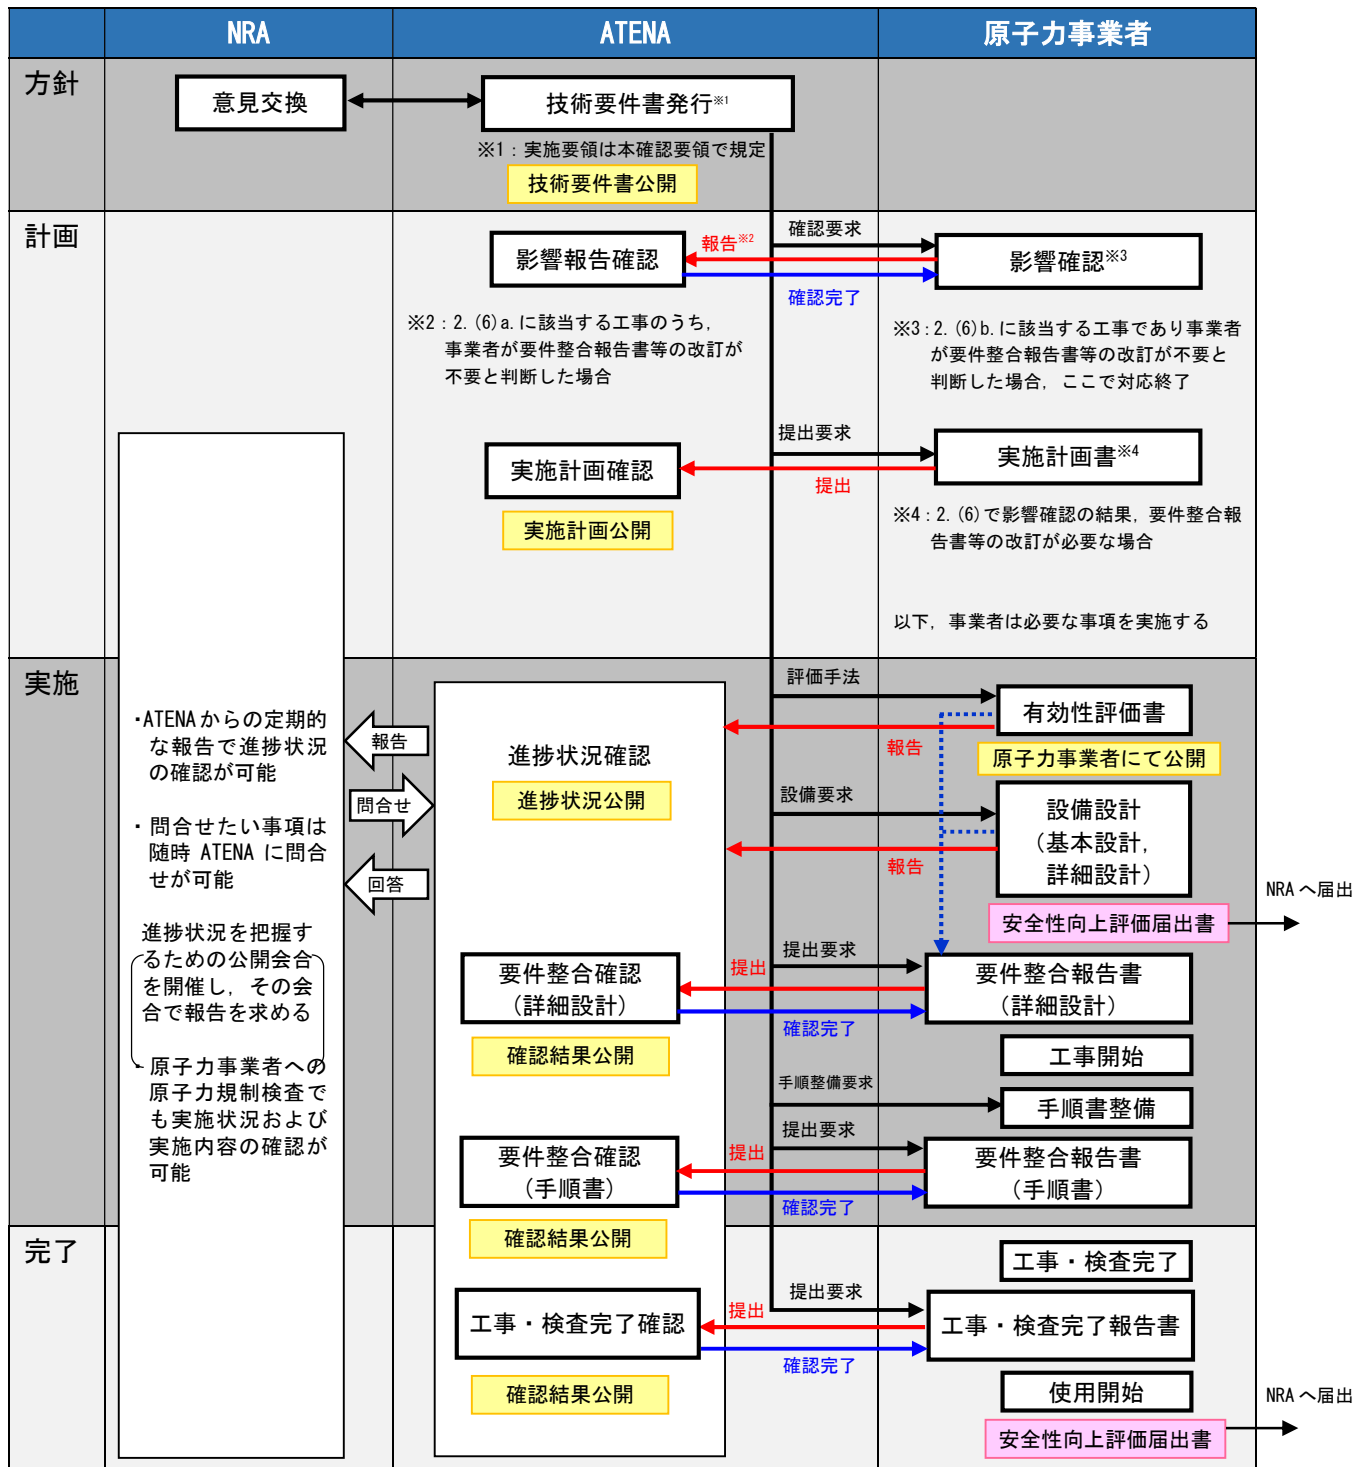 NRA
ATENA
原子力事業者
方針
意見交換
技術要件書発行※1
※1：実施要領は本確認要領で規定
技術要件書公開
計画
影響報告確認
報告※2
確認要求
確認完了
影響確認※3
※2：2.(6)a.に該当する工事のうち，
事業者が要件整合報告書等の改訂が
不要と判断した場合
※3：2.(6)b.に該当する工事であり事業者
が要件整合報告書等の改訂が不要と
判断した場合，ここで対応終了
提出要求
実施計画確認
提出
実施計画書※4
実施計画公開
※4：2.(6)で影響確認の結果，要件整合報
告書等の改訂が必要な場合
以下，事業者は必要な事項を実施する
実施
・ATENAからの定期的
な報告で進捗状況
の確認が可能
・問合せたい事項は
随時 ATENA に問合
せが可能
進捗状況を把握す
るための公開会合
を開催し，その会
合で報告を求める
・原子力事業者への
原子力規制検査で
も実施状況および
実施内容の確認が
可能
報告
問合せ
回答
進捗状況確認
進捗状況公開
評価手法
報告
有効性評価書
原子力事業者にて公開
設備要求
報告
設備設計
（基本設計，
詳細設計）
安全性向上評価届出書
NRAへ届出
要件整合確認
（詳細設計）
確認結果公開
提出要求
提出
確認完了
要件整合報告書
（詳細設計）
工事開始
手順整備要求
手順書整備
要件整合確認
（手順書）
確認結果公開
提出要求
提出
確認完了
要件整合報告書
（手順書）
完了
工事・検査完了
工事・検査完了確認
確認結果公開
提出要求
提出
確認完了
工事・検査完了報告書
使用開始
安全性向上評価届出書
NRAへ届出